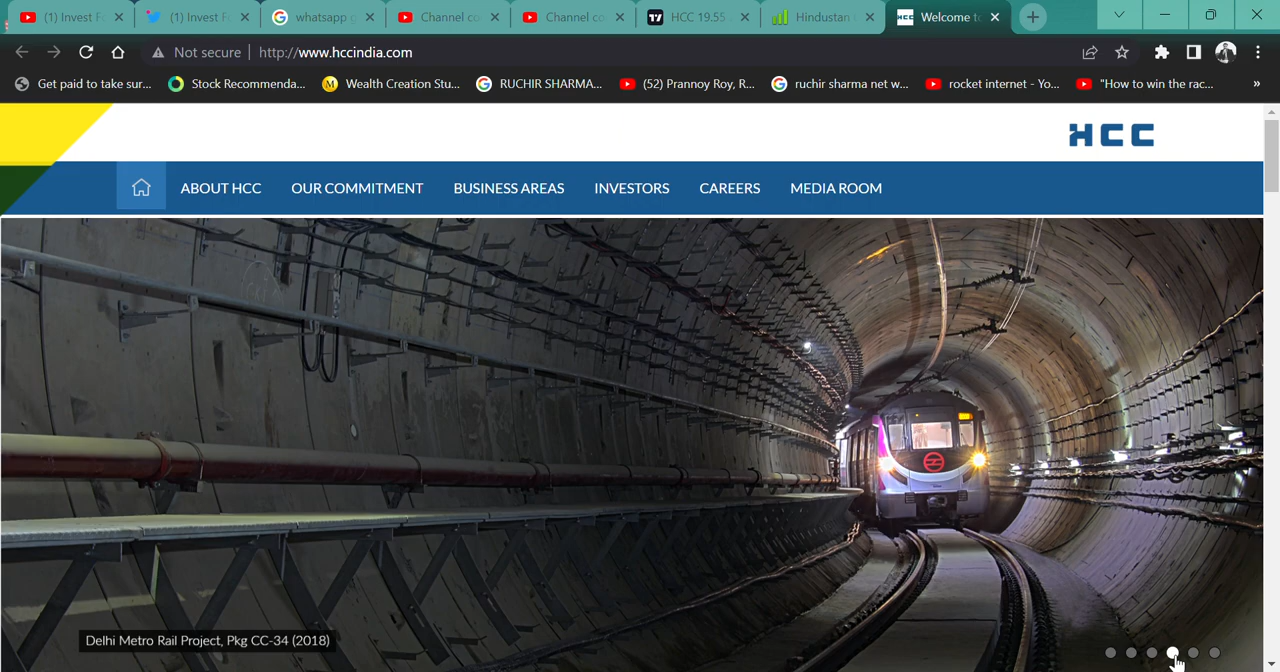 (1) Invest F
(1) Invest F
whatsapp g
Channel co
Channel co
HCC 19.55
Hindustan
Welcome to
Not secure
http://www.hccindia.com
Get paid to take sur...
Stock Recommenda...
Wealth Creation Stu...
RUCHIR SHARMA...
(52) Prannoy Roy, R...
ruchir sharma net w...
rocket internet - Yo...
"How to win the rac...
»
HCC
ABOUT HCC
OUR COMMITMENT
BUSINESS AREAS
INVESTORS
CAREERS
MEDIA ROOM
Delhi Metro Rail Project, Pkg CC-34 (2018)